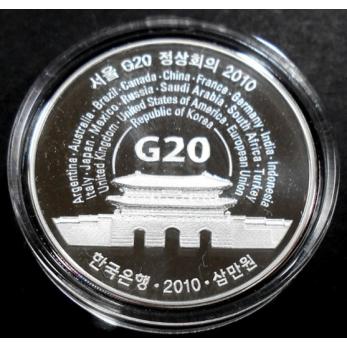 서울 G20 정상회의 2010
Argentina · Australia · Brazil · Canada · China · France · Germany · India · Indonesia
Italy · Japan · Mexico · Russia · Saudi Arabia · South Africa · Turkey
United Kingdom · United States of America · European Union
Republic of Korea
G20
한국은행 · 2010 · 삼만원